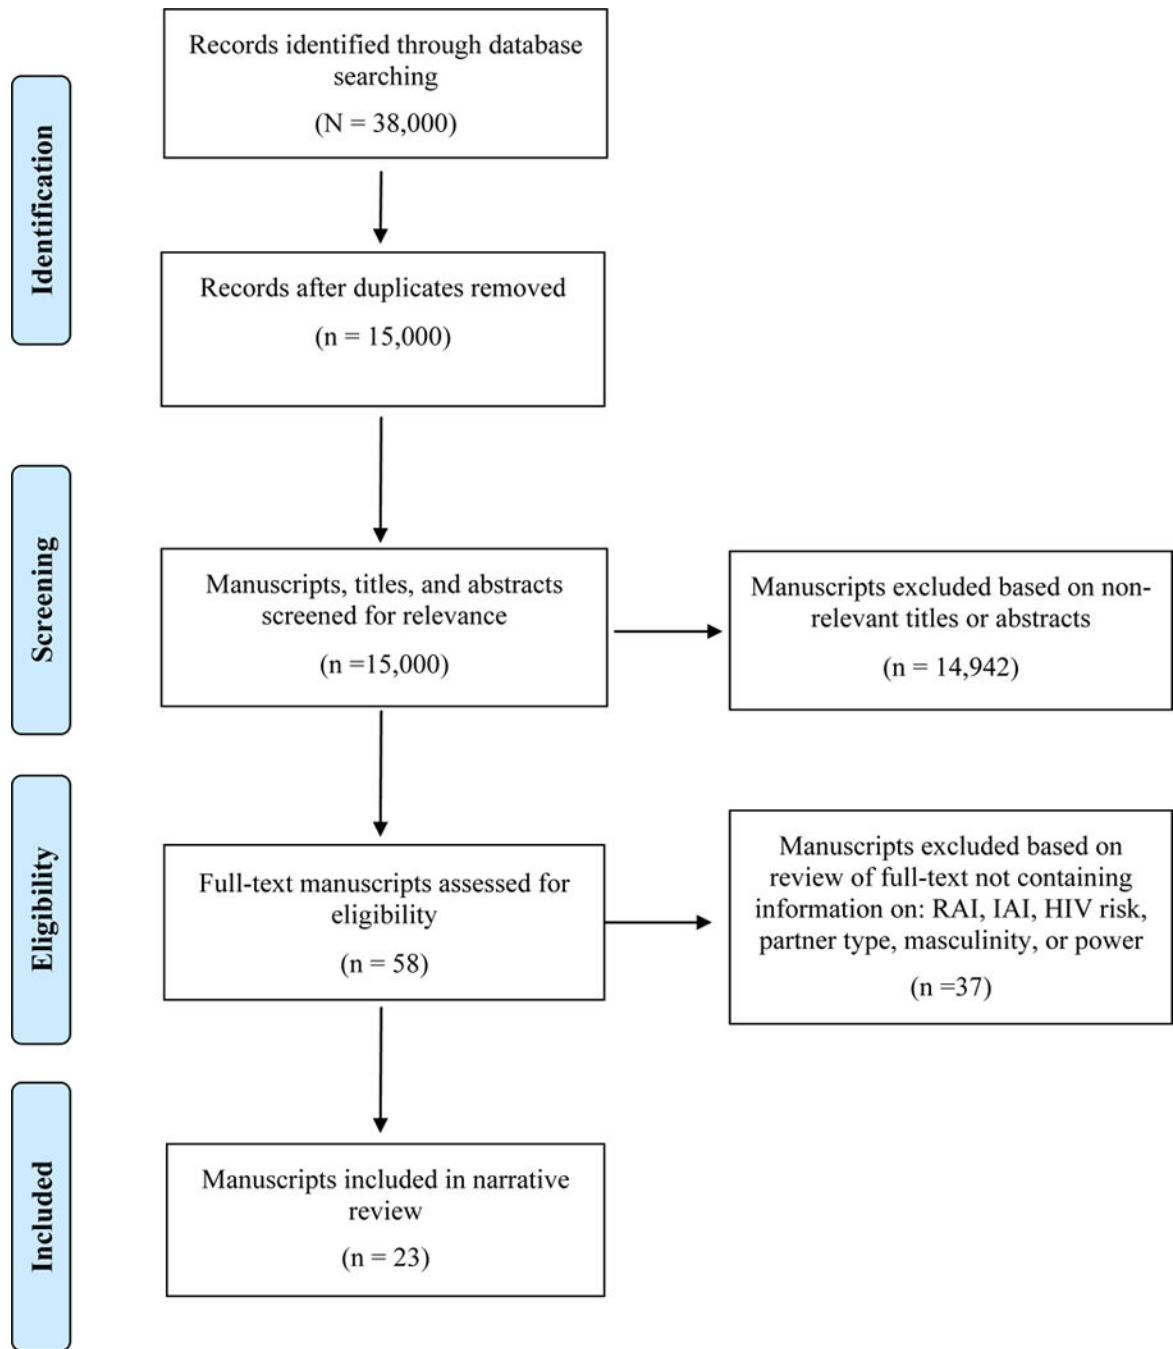 Identification
Records identified through database
searching
(N = 38,000)
Records after duplicates removed
(n = 15,000)
Screening
Manuscripts, titles, and abstracts
screened for relevance
(n =15,000)
Manuscripts excluded based on non-
relevant titles or abstracts
(n = 14,942)
Eligibility
Full-text manuscripts assessed for
eligibility
(n = 58)
Manuscripts excluded based on
review of full-text not containing
information on: RAI, IAI, HIV risk,
partner type, masculinity, or power
(n =37)
Included
Manuscripts included in narrative
review
(n = 23)